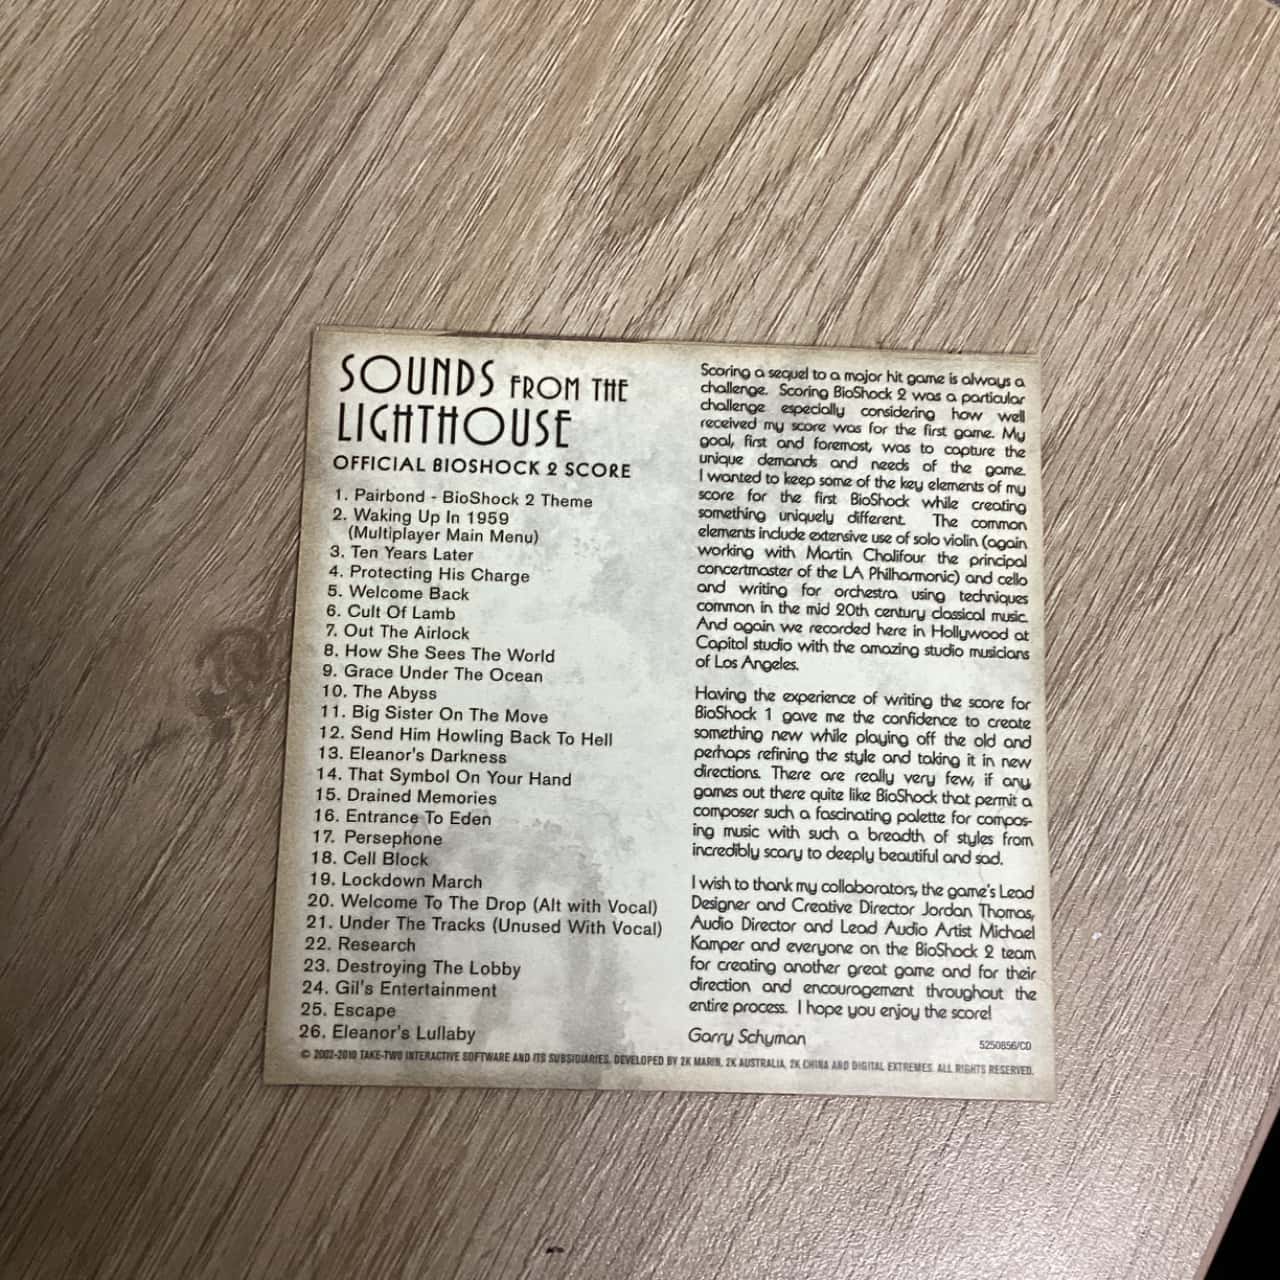 SOUNDS FROM THE
LIGHTHOUSE
OFFICIAL BIOSHOCK 2 SCORE
1. Pairbond - BioShock 2 Theme
2. Waking Up In 1959
(Multiplayer Main Menu)
3. Ten Years Later
4. Protecting His Charge
5. Welcome Back
6. Cult Of Lamb
7. Out The Airlock
8. How She Sees The World
9. Grace Under The Ocean
10. The Abyss
11. Big Sister On The Move
12. Send Him Howling Back To Hell
13. Eleanor's Darkness
14. That Symbol On Your Hand
15. Drained Memories
16. Entrance To Eden
17. Persephone
18. Cell Block
19. Lockdown March
20. Welcome To The Drop (Alt with Vocal)
21. Under The Tracks (Unused With Vocal)
22. Research
23. Destroying The Lobby
24. Gil's Entertainment
25. Escape
26. Eleanor's Lullaby
Scoring a sequel to a major hit game is always a
challenge. Scoring BioShock 2 was a particular
challenge especially considering how well
received my score was for the first game. My
goal, first and foremost, was to capture the
unique demands and needs of the game.
I wanted to keep some of the key elements of my
score for the first BioShock while creating
something uniquely different. The common
elements include extensive use of solo violin (again
working with Martin Chalifour the principal
concertmaster of the LA Philharmonic) and cello
and writing for orchestra using techniques
common in the mid 20th century classical music.
And again we recorded here in Hollywood at
Capitol studio with the amazing studio musicians
of Los Angeles.
Having the experience of writing the score for
BioShock 1 gave me the confidence to create
something new while playing off the old and
perhaps refining the style and taking it in new
directions. There are really very few, if any
games out there quite like BioShock that permit a
composer such a fascinating palette for compos-
ing music with such a breadth of styles from
incredibly scary to deeply beautiful and sad.
I wish to thank my collaborators, the game's Lead
Designer and Creative Director Jordan Thomas,
Audio Director and Lead Audio Artist Michael
Kamper and everyone on the BioShock 2 team
for creating another great game and for their
direction and encouragement throughout the
entire process. I hope you enjoy the score!
Garry Schyman
5250856/CD
© 2002-2010 TAKE-TWO INTERACTIVE SOFTWARE AND ITS SUBSIDIARIES. DEVELOPED BY 2K MARIN, 2K AUSTRALIA, 2K CHINA AND DIGITAL EXTREMES. ALL RIGHTS RESERVED.